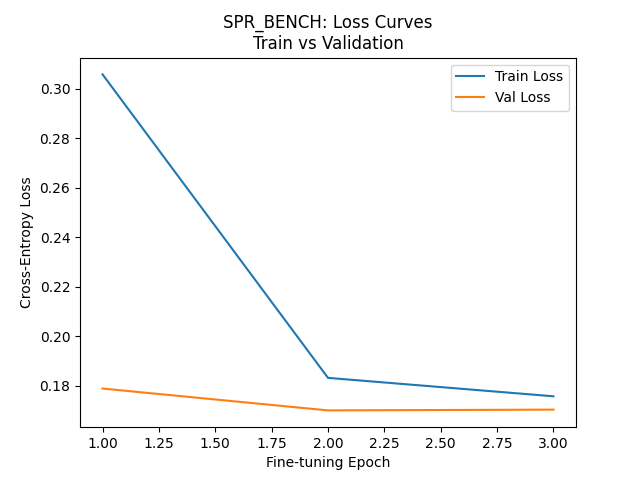 SPR_BENCH: Loss Curves
Train vs Validation
Train Loss
Val Loss
Cross-Entropy Loss
0.30
0.28
0.26
0.24
0.22
0.20
0.18
1.00 1.25 1.50 1.75 2.00 2.25 2.50 2.75 3.00
Fine-tuning Epoch